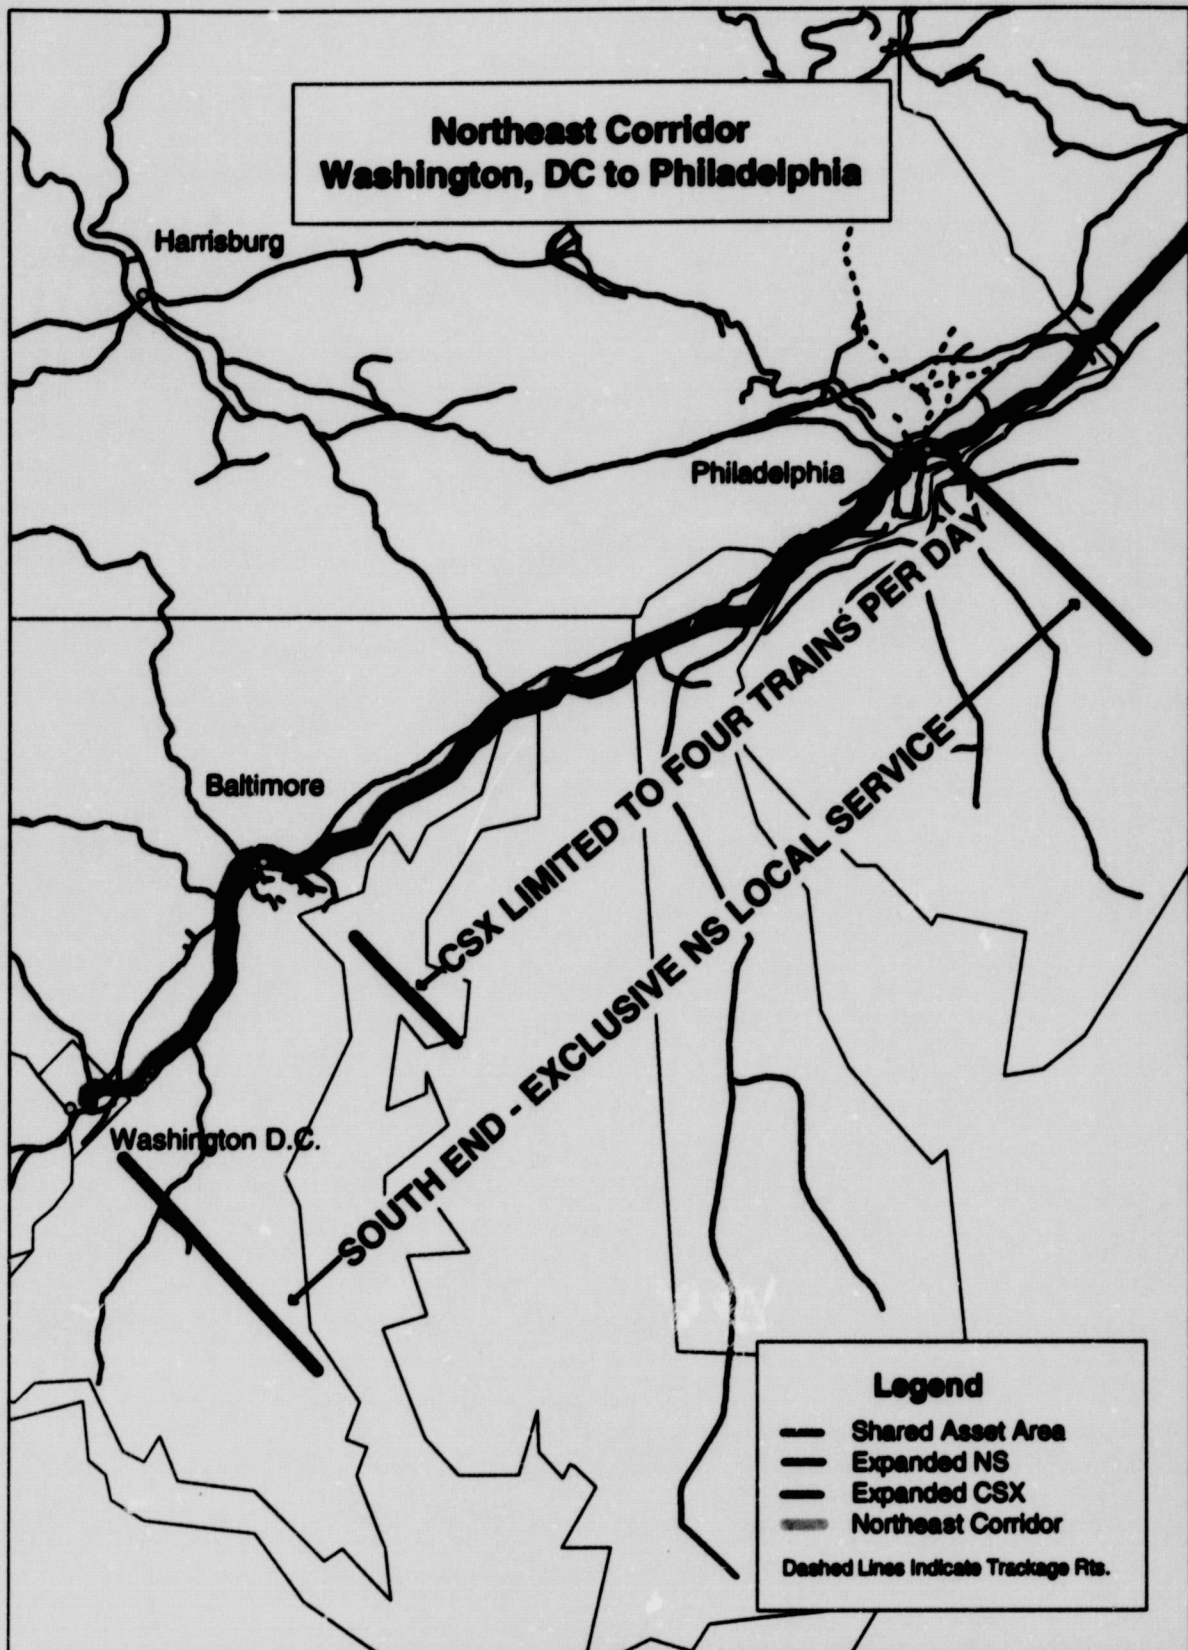 Northeast Corridor
Washington, DC to Philadelphia
Harrisburg
Philadelphia
Baltimore
Washington D.C.
CSX LIMITED TO FOUR TRAINS PER DAY
SOUTH END - EXCLUSIVE NS LOCAL SERVICE
Legend
Shared Asset Area
Expanded NS
Expanded CSX
Northeast Corridor
Dashed Lines Indicate Trackage Rts.